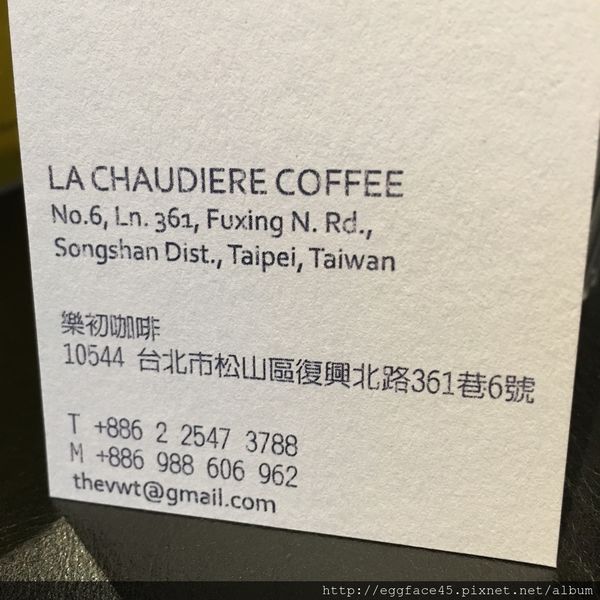 LA CHAUDIERE COFFEE
No.6, Ln. 361, Fuxing N. Rd.,
Songshan Dist., Taipei, Taiwan
樂初咖啡
10544 台北市松山區復興北路361巷6號
T +886 2 2547 3788
M +886 988 606 962
thevwt@gmail.com
http://eggface45.pixnet.net/album